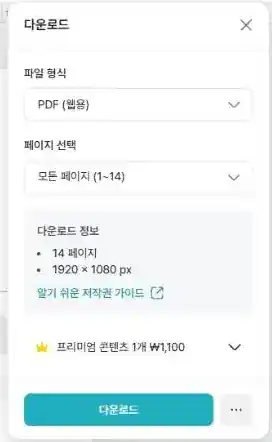 다운로드
파일 형식
PDF (웹용)
페이지 선택
모든 페이지 (1~14)
다운로드 정보
• 14 페이지
• 1920 × 1080 px
알기 쉬운 저작권 가이드
프리미엄 콘텐츠 1개 ₩1,100
다운로드